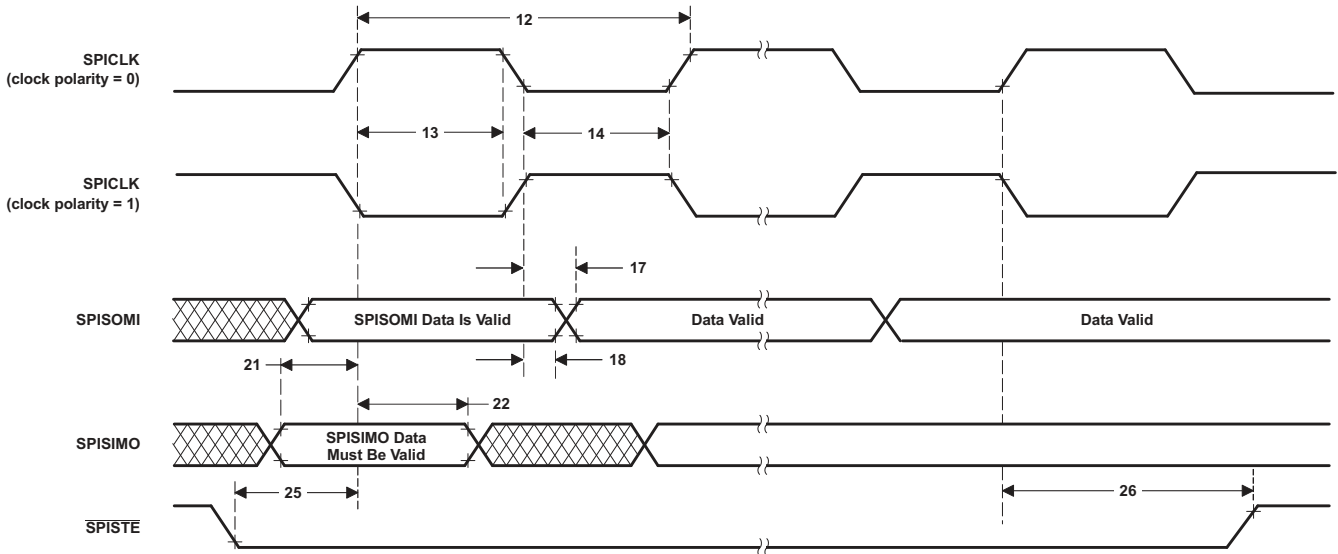 12
SPICLK
(clock polarity = 0)
13
14
SPICLK
(clock polarity = 1)
17
SPISOMI
SPISOMI Data Is Valid
Data Valid
Data Valid
21
18
22
SPISIMO
SPISIMO Data
Must Be Valid
25
26
SPISTE